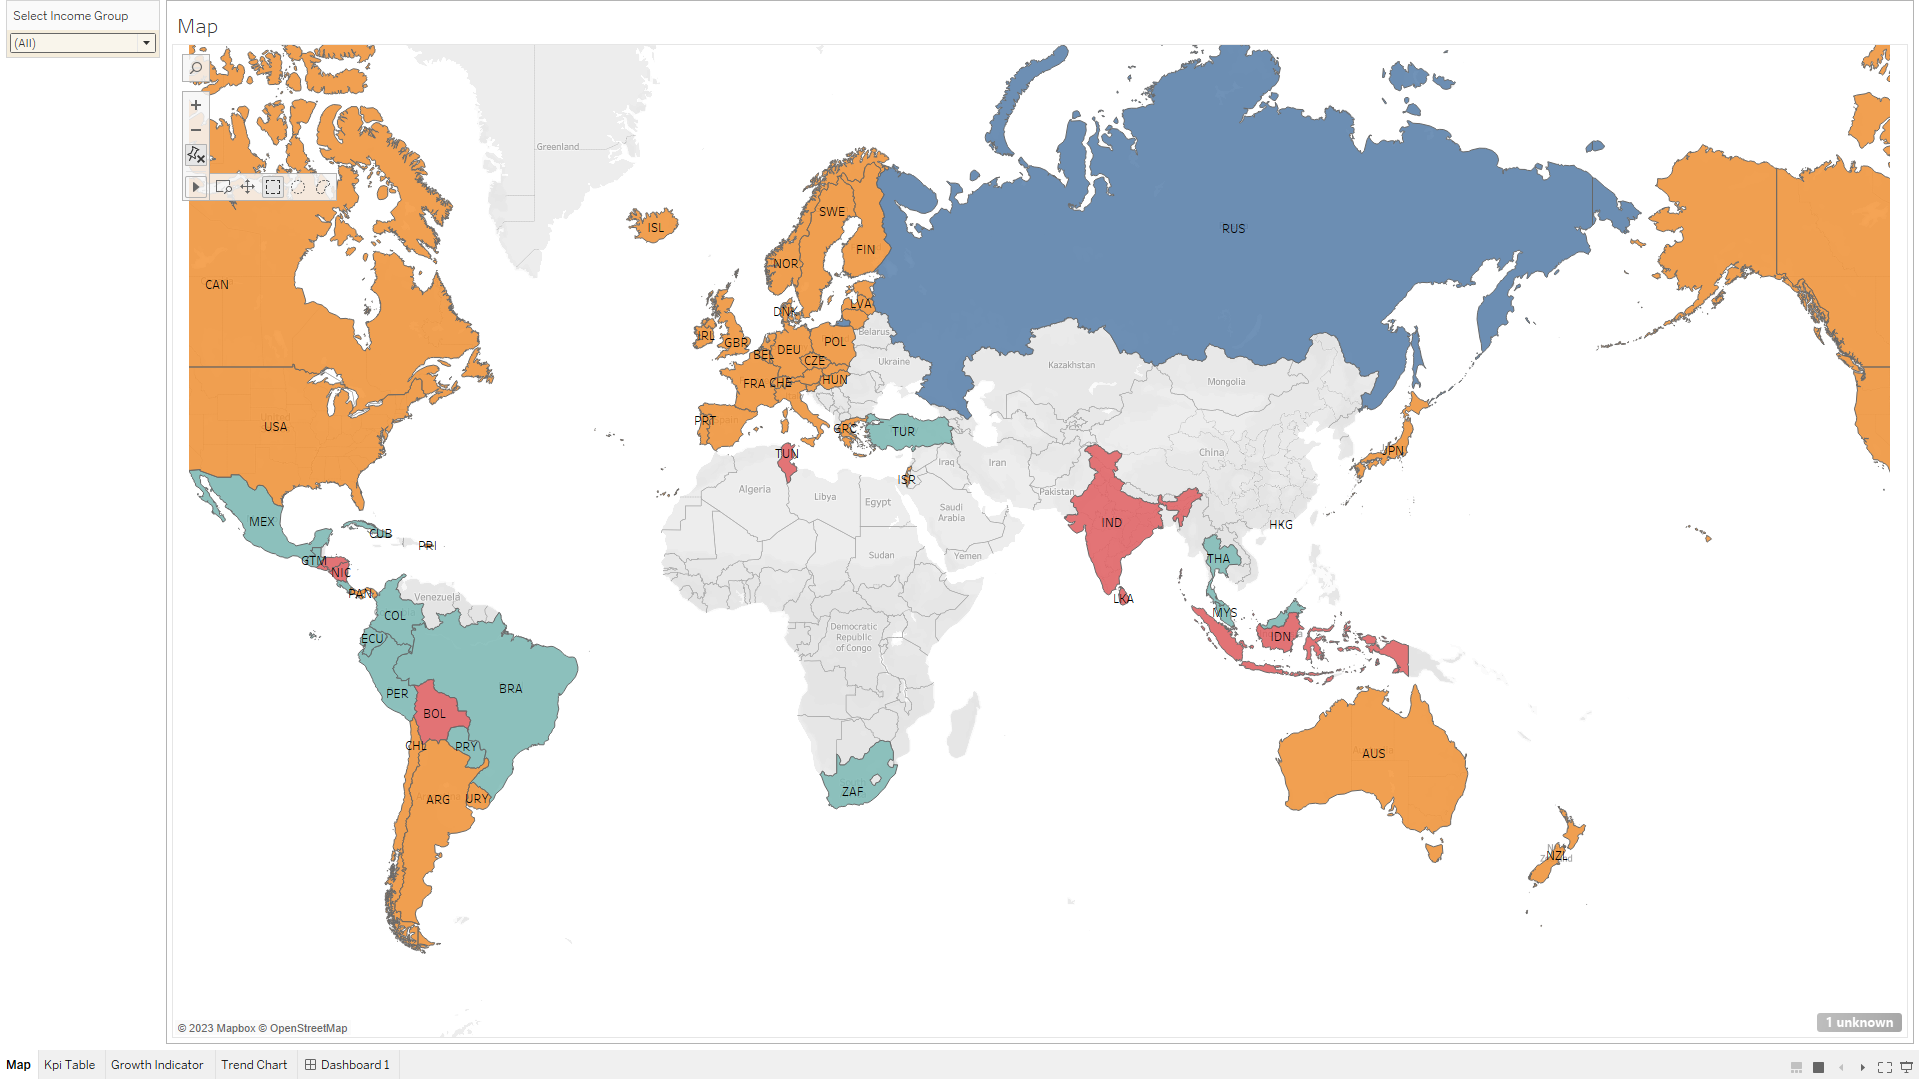 Select Income Group
(All)
Map
Greenland
ISL
SWE
FIN
NOR
RUS
CAN
DNK
LVA
IRL
GBR
POL
Belarus
BEL
DEU
CZE
Ukraine
Kazakhstan
FRA
CHE
HUN
Mongolia
USA
PRT
GRC
TUR
TUN
ISR
Iraq
Iran
China
JPN
Algeria
Libya
Egypt
Saudi
Arabia
Pakistan
IND
HKG
MEX
CUB
PRI
Sudan
Yemen
THA
GTM
NIC
PAN
Venezuela
LKA
COL
MYS
ECU
Democratic
Republic
of Congo
IDN
PER
BRA
BOL
CHL
PRY
AUS
ARG
URY
ZAF
NZL
© 2023 Mapbox © OpenStreetMap
1 unknown
Map
Kpi Table
Growth Indicator
Trend Chart
Dashboard 1